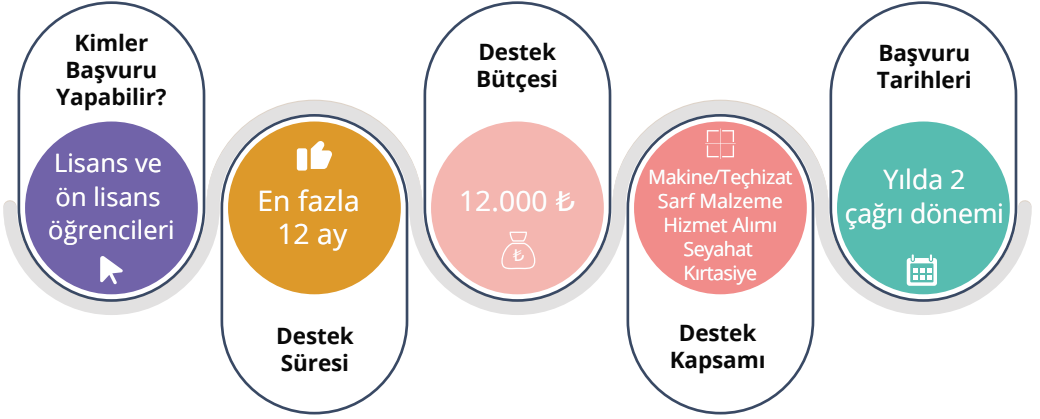 Kimler
Başvuru
Yapabilir?
Lisans ve
ön lisans
öğrencileri
En fazla
12 ay
Destek
Süresi
Destek
Bütçesi
12.000 ₺
₺
Makine/Teçhizat
Sarf Malzeme
Hizmet Alımı
Seyahat
Kırtasiye
Destek
Kapsamı
Başvuru
Tarihleri
Yılda 2
çağrı dönemi